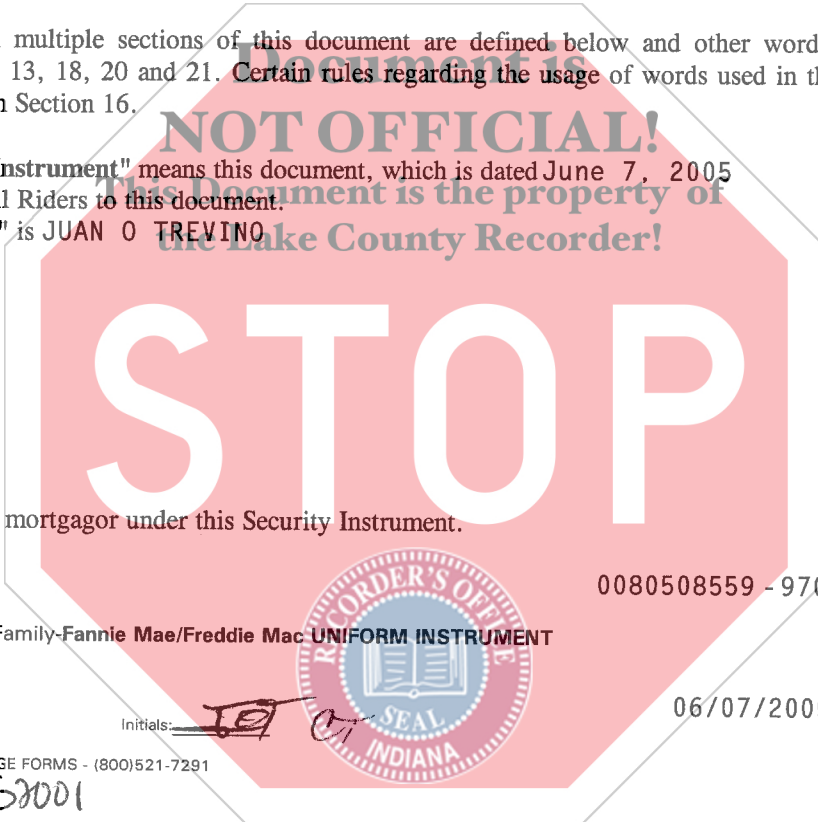 multiple sections of this document are defined below and other word
13, 18, 20 and 21. Certain rules regarding the usage of words used in th
Section 16.
Document is
NOT OFFICIAL!
This Document is the property of
the Lake County Recorder!
nstrument" means this document, which is dated June 7, 2005
l Riders to this document.
" is JUAN O TREVINO
STOP
mortgagor under this Security Instrument.
0080508559 - 970
Family-Fannie Mae/Freddie Mac UNIFORM INSTRUMENT
RECORDER'S OFFICE
SEAL
INDIANA
06/07/200
Initials:
GE FORMS - (800)521-7291